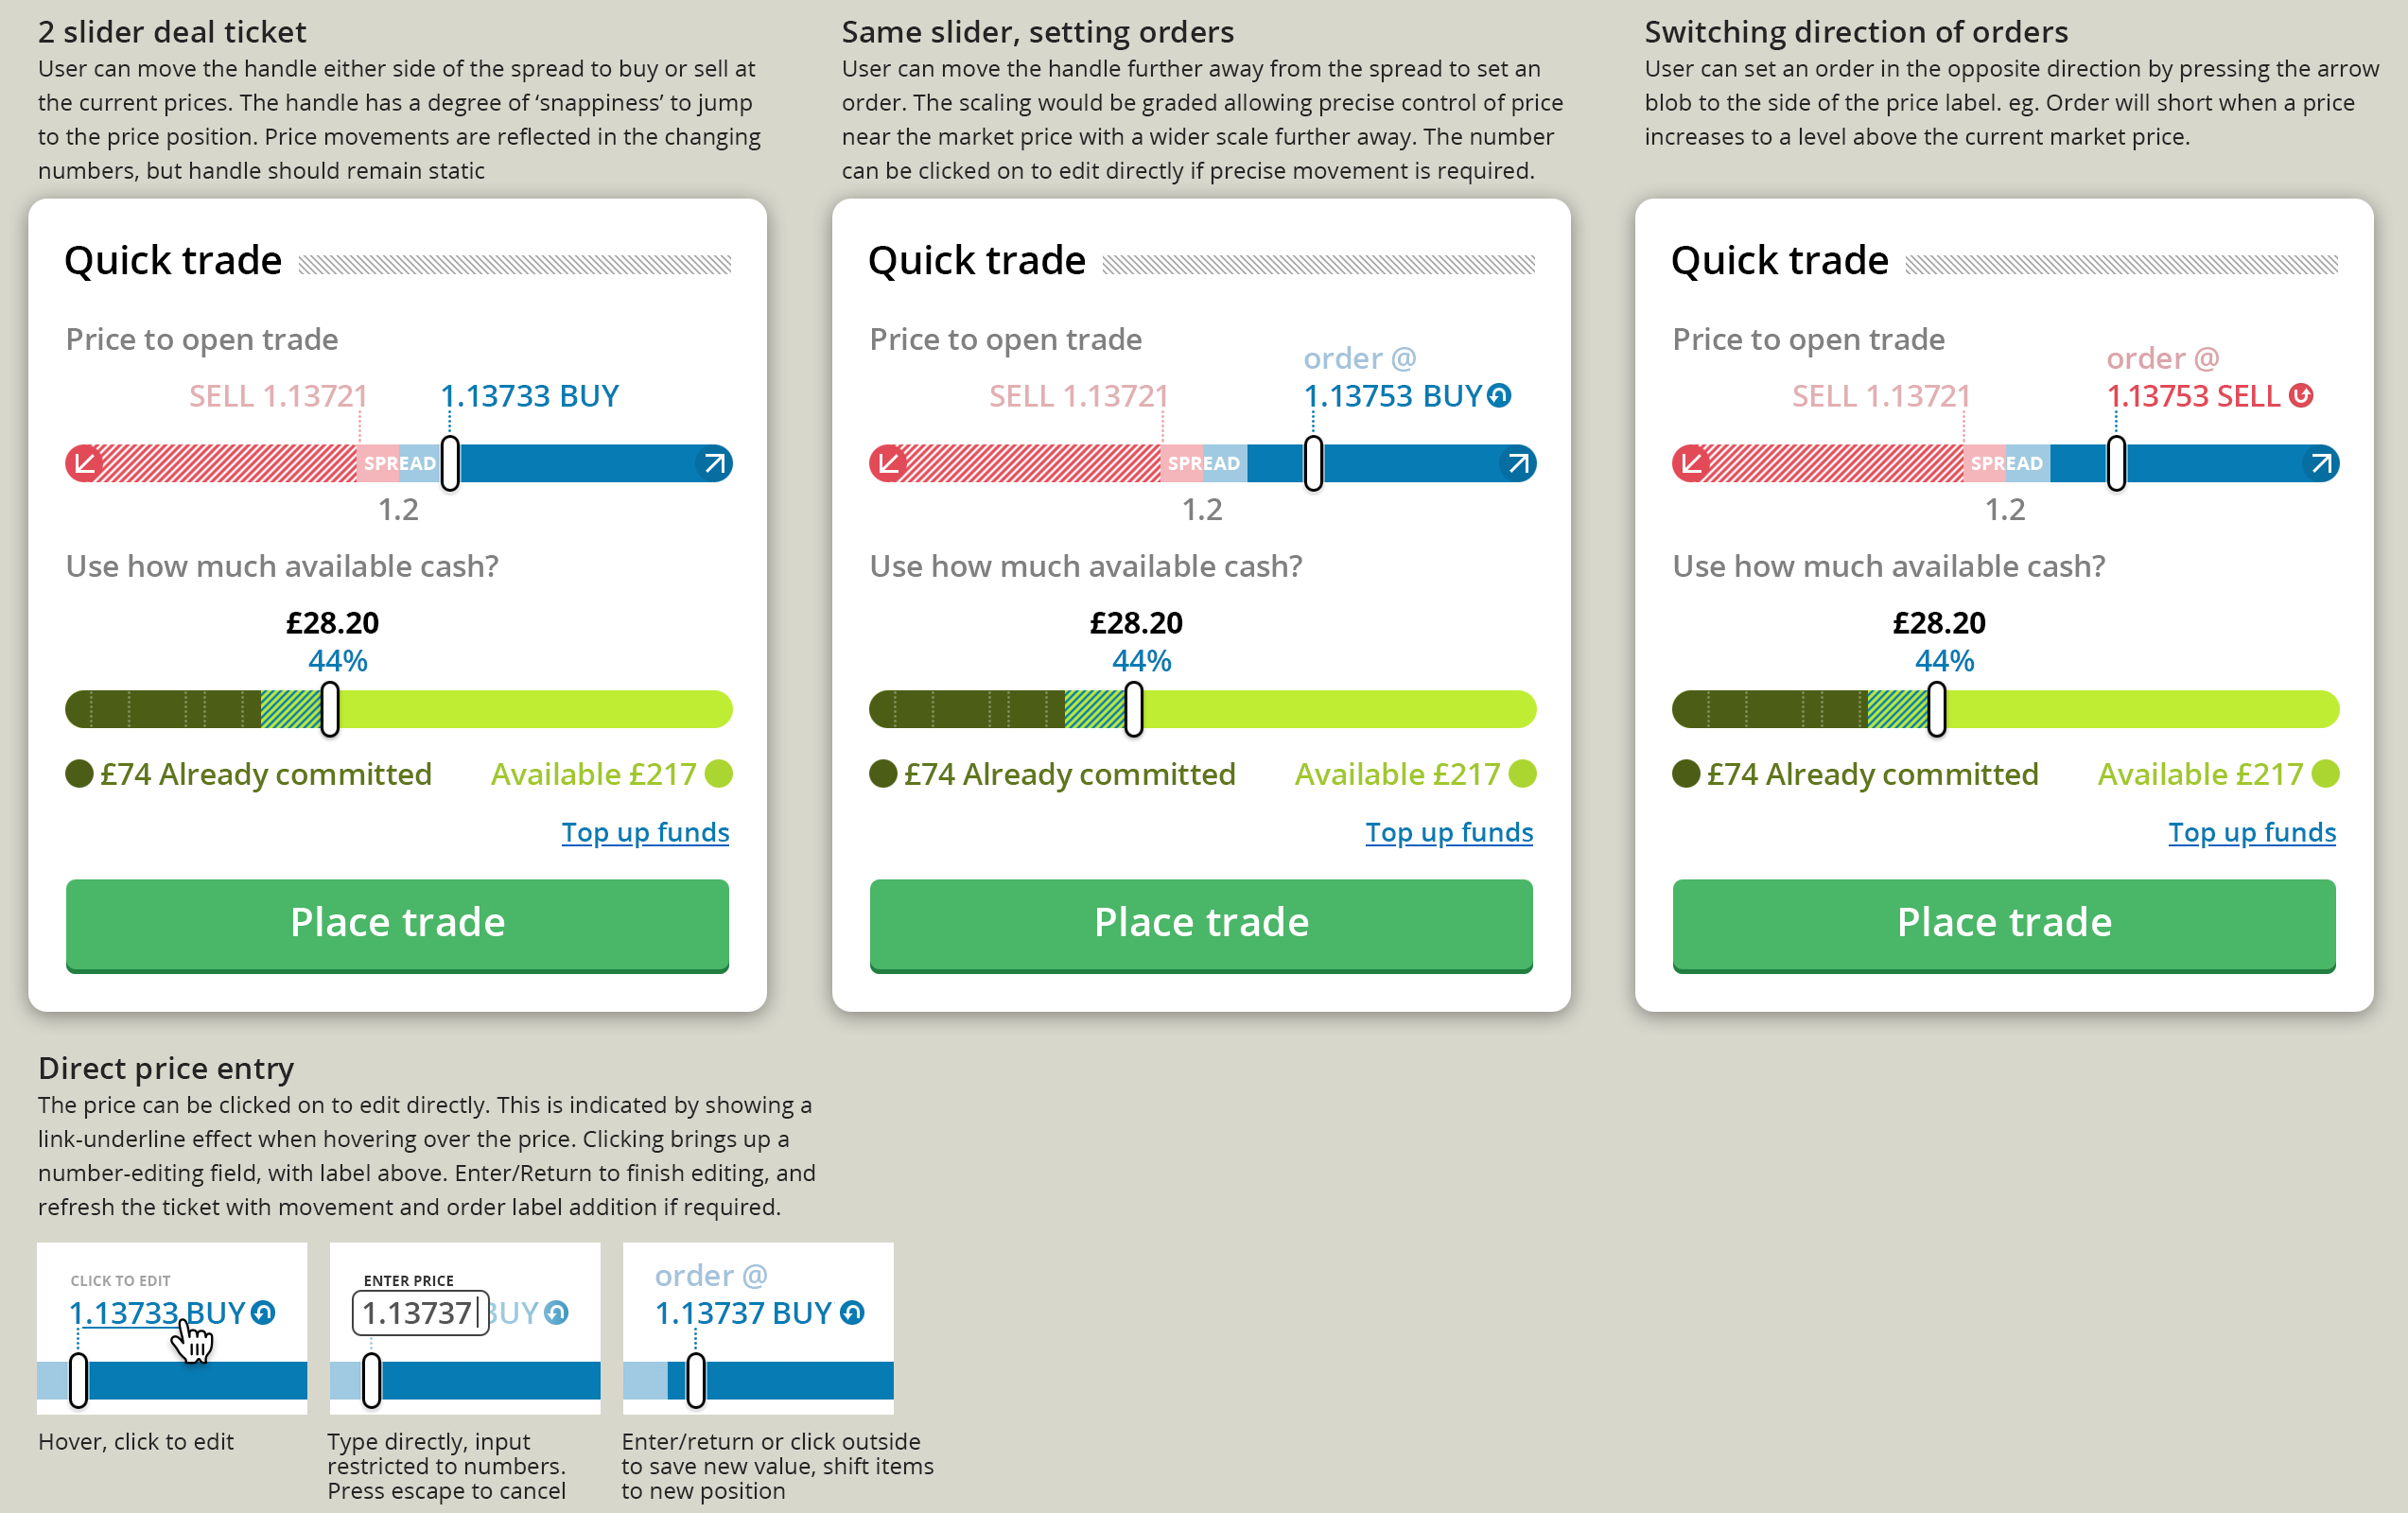 2 slider deal ticket
User can move the handle either side of the spread to buy or sell at
the current prices. The handle has a degree of ‘snappiness’ to jump
to the price position. Price movements are reflected in the changing
numbers, but handle should remain static
Quick trade
Price to open trade
SELL 1.13721
1.13733 BUY
SPREAD
1.2
Use how much available cash?
£28.20
44%
£74 Already committed
Available £217
Top up funds
Place trade
Same slider, setting orders
User can move the handle further away from the spread to set an
order. The scaling would be graded allowing precise control of price
near the market price with a wider scale further away. The number
can be clicked on to edit directly if precise movement is required.
Quick trade
Price to open trade
order @
SELL 1.13721
1.13753 BUY
SPREAD
1.2
Use how much available cash?
£28.20
44%
£74 Already committed
Available £217
Top up funds
Place trade
Switching direction of orders
User can set an order in the opposite direction by pressing the arrow
blob to the side of the price label. eg. Order will short when a price
increases to a level above the current market price.
Quick trade
Price to open trade
order @
SELL 1.13721
1.13753 SELL
SPREAD
1.2
Use how much available cash?
£28.20
44%
£74 Already committed
Available £217
Top up funds
Place trade
Direct price entry
The price can be clicked on to edit directly. This is indicated by showing a
link-underline effect when hovering over the price. Clicking brings up a
number-editing field, with label above. Enter/Return to finish editing, and
refresh the ticket with movement and order label addition if required.
CLICK TO EDIT
1.13733 BUY
Hover, click to edit
ENTER PRICE
1.13737 BUY
Type directly, input
restricted to numbers.
Press escape to cancel
order @
1.13737 BUY
Enter/return or click outside
to save new value, shift items
to new position